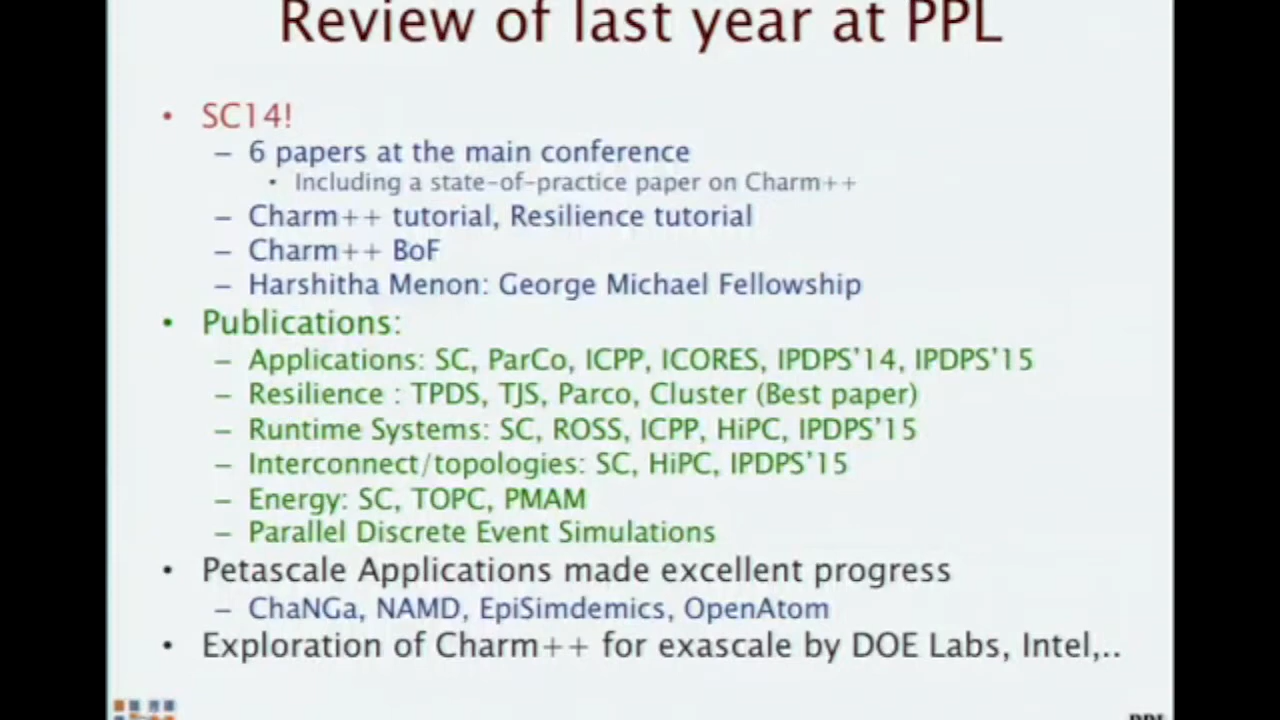 Review of last year at PPL
• SC14!
– 6 papers at the main conference
• Including a state-of-practice paper on Charm++
– Charm++ tutorial, Resilience tutorial
– Charm++ BoF
– Harshitha Menon: George Michael Fellowship
• Publications:
– Applications: SC, ParCo, ICPP, ICORES, IPDPS’14, IPDPS’15
– Resilience : TPDS, TJS, Parco, Cluster (Best paper)
– Runtime Systems: SC, ROSS, ICPP, HiPC, IPDPS’15
– Interconnect/topologies: SC, HiPC, IPDPS’15
– Energy: SC, TOPC, PMAM
– Parallel Discrete Event Simulations
• Petascale Applications made excellent progress
– ChaNGa, NAMD, EpiSimdemics, OpenAtom
• Exploration of Charm++ for exascale by DOE Labs, Intel,..
PPL